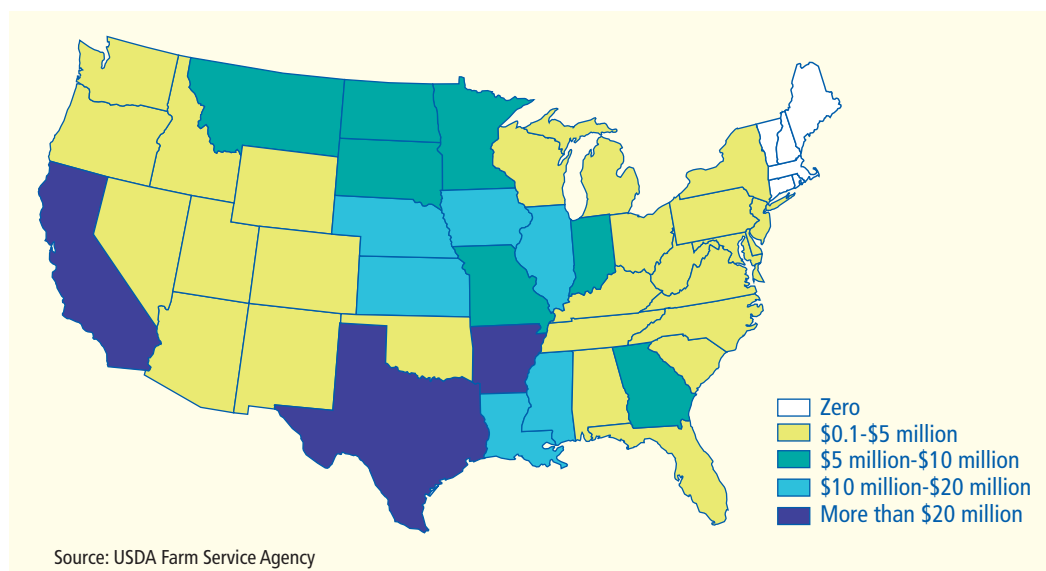 Zero
$0.1-$5 million
$5 million-$10 million
$10 million-$20 million
More than $20 million
Source: USDA Farm Service Agency